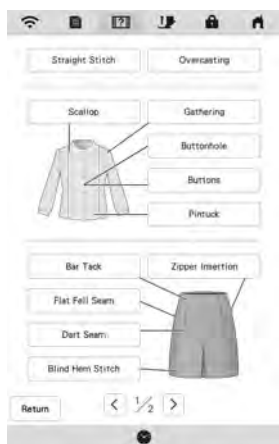 Straight Stitch
Overcasting
Scallop
Gathering
Buttonhole
Buttons
Pintuck
Bar Tack
Zipper Insertion
Flat Fell Seam
Dart Seam
Blind Hem Stitch
Return
< 1/2 >